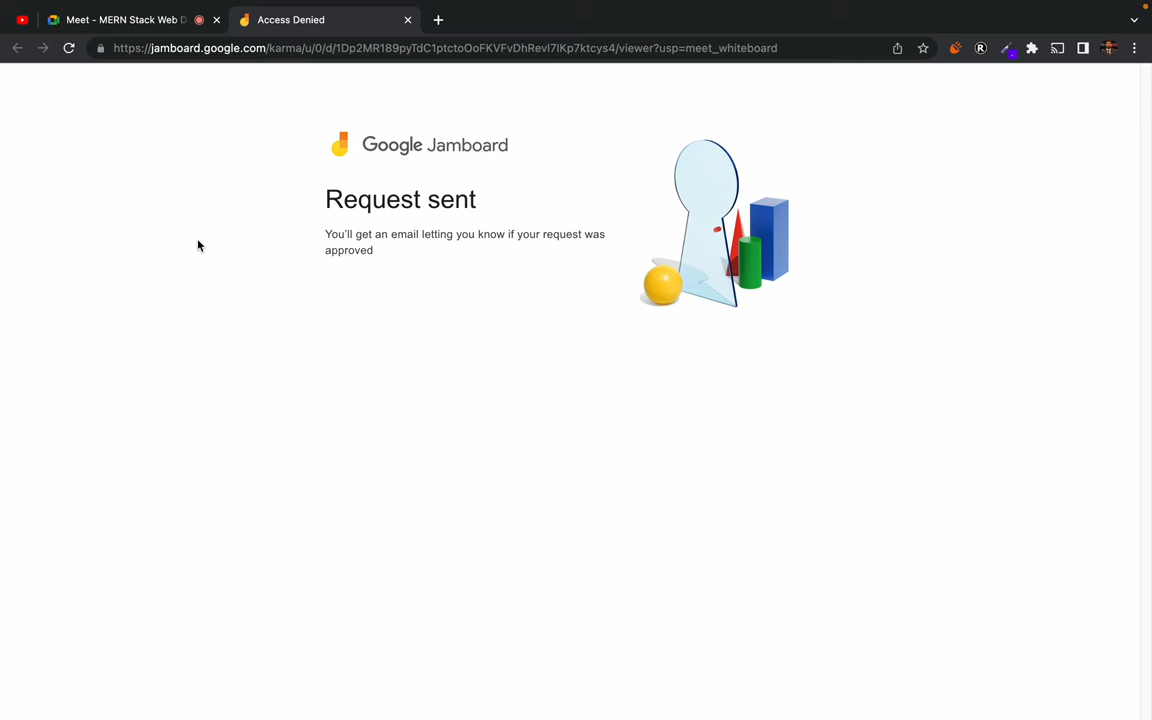 Meet - MERN Stack Web D
Access Denied
https://jamboard.google.com/karma/u/0/d/1Dp2MR189pyTdC1ptctoOoFKVFvDhRevI7IKp7ktcys4/viewer?usp=meet_whiteboard
Google Jamboard
Request sent
You'll get an email letting you know if your request was
approved